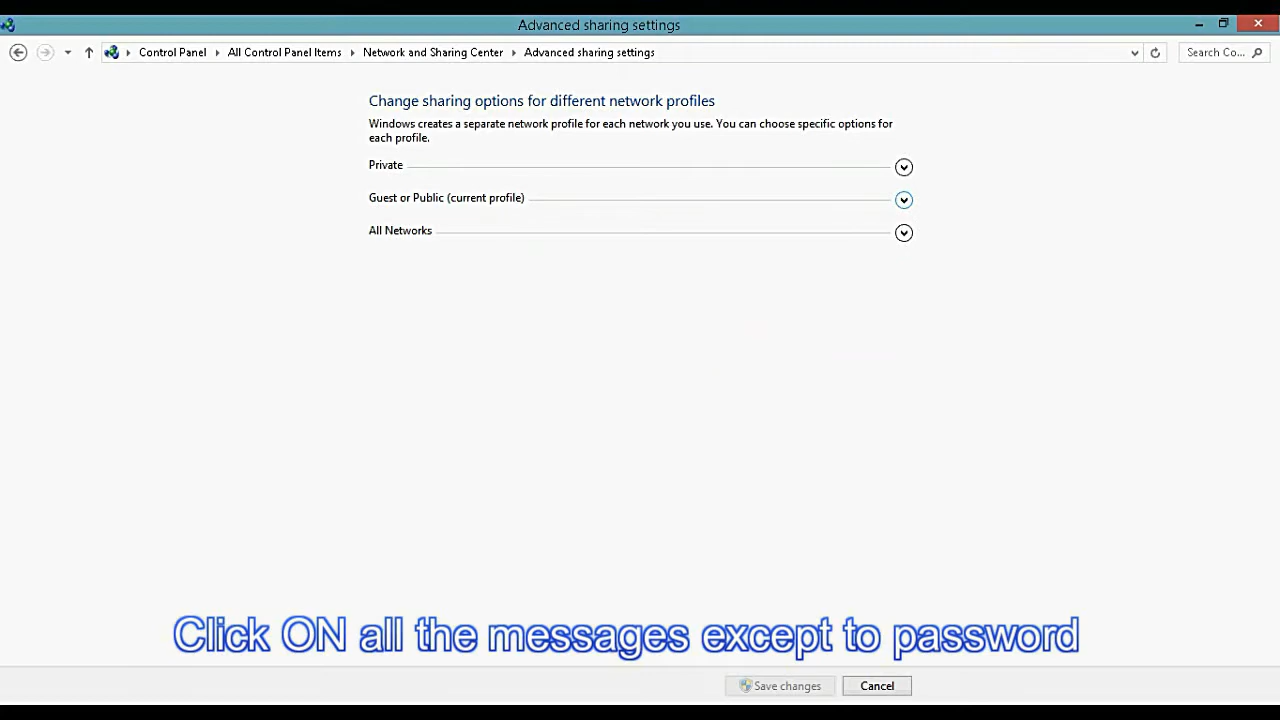 Advanced sharing settings
Control Panel All Control Panel Items Network and Sharing Center Advanced sharing settings Search Co...
Change sharing options for different network profiles
Windows creates a separate network profile for each network you use. You can choose specific options for
each profile.
Private
Guest or Public (current profile)
All Networks
Click ON all the messages except to password
Save changes Cancel